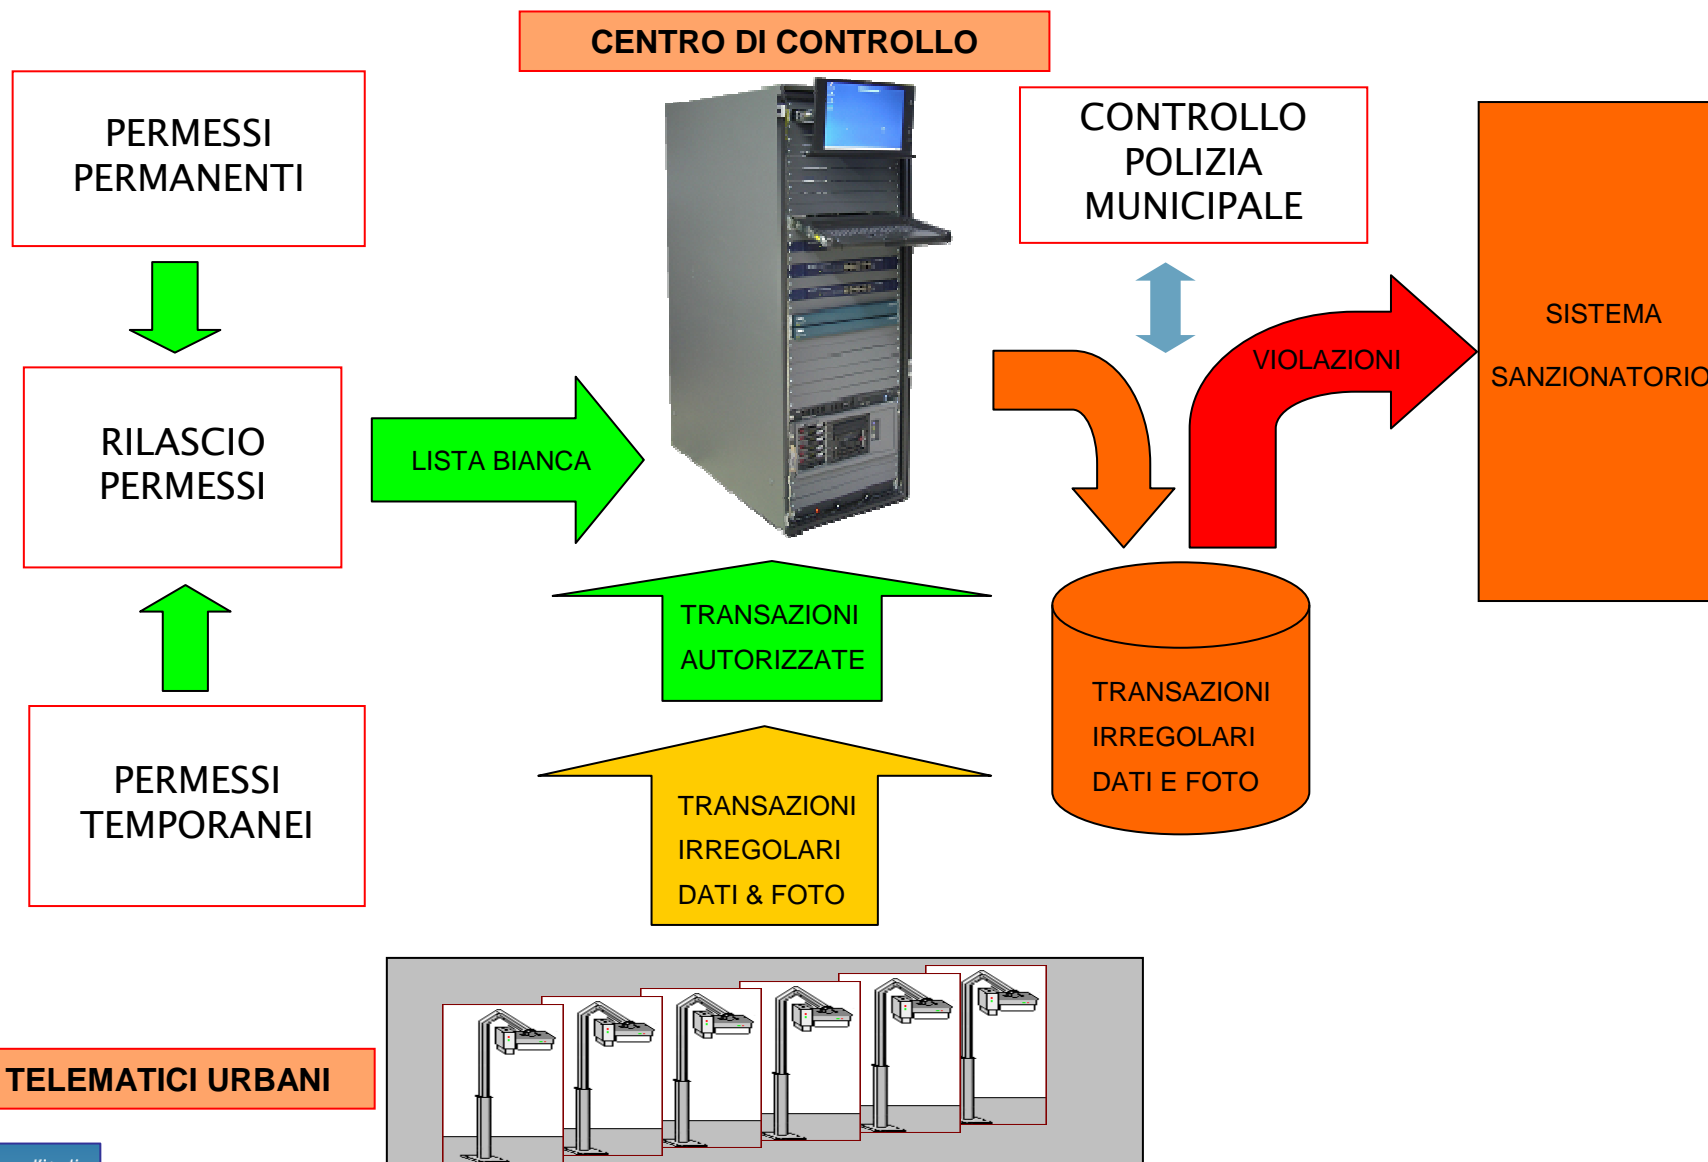 CENTRO DI CONTROLLO
PERMESSI
PERMANENTI
CONTROLLO
POLIZIA
MUNICIPALE
SISTEMA
SANZIONATORIO
VIOLAZIONI
RILASCIO
PERMESSI
LISTA BIANCA
TRANSAZIONI
AUTORIZZATE
TRANSAZIONI
IRREGOLARI
DATI E FOTO
PERMESSI
TEMPORANEI
TRANSAZIONI
IRREGOLARI
DATI & FOTO
TELEMATICI URBANI